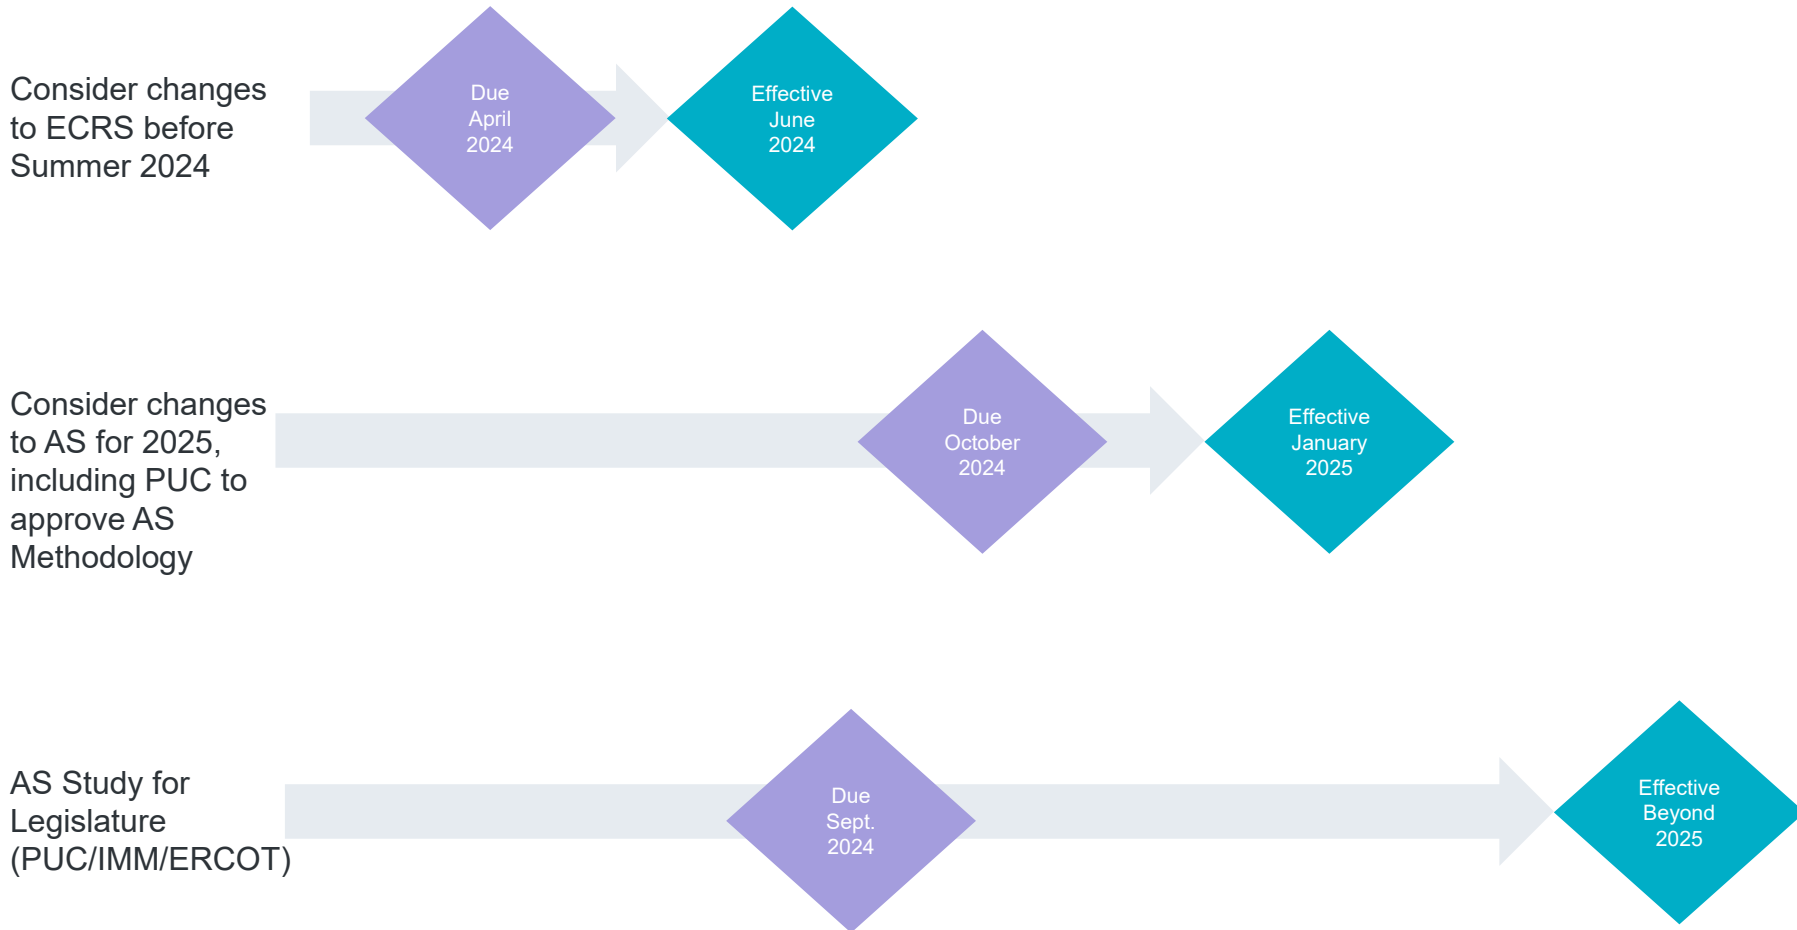 Consider changes
to ECRS before
Summer 2024
Due
April
2024
Effective
June
2024
Consider changes
to AS for 2025,
including PUC to
approve AS
Methodology
Due
October
2024
Effective
January
2025
AS Study for
Legislature
(PUC/IMM/ERCOT)
Due
Sept.
2024
Effective
Beyond
2025